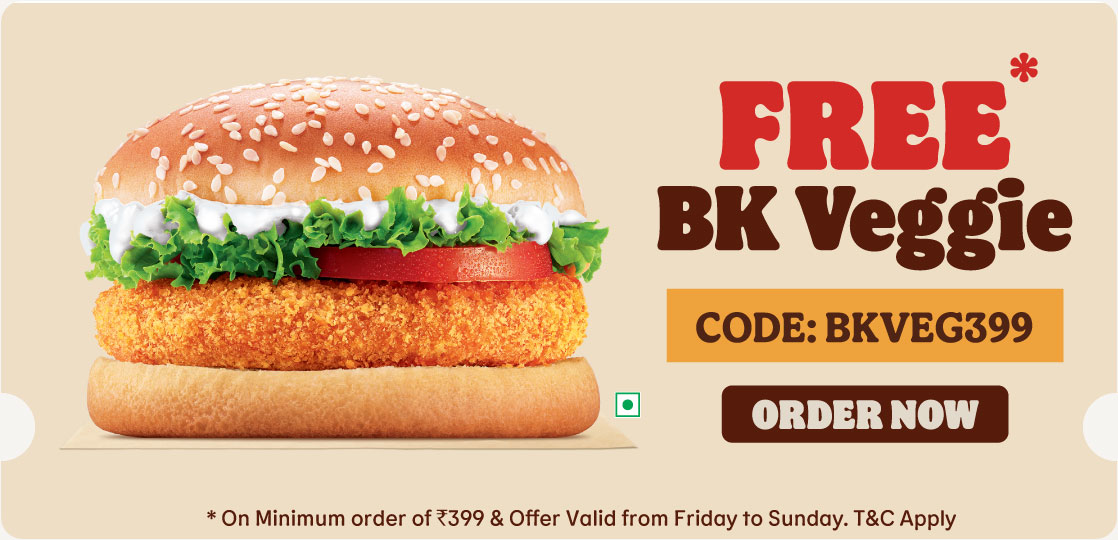 FREE*
BK Veggie
CODE: BKVEG399
ORDER NOW
* On Minimum order of ₹399 & Offer Valid from Friday to Sunday. T&C Apply